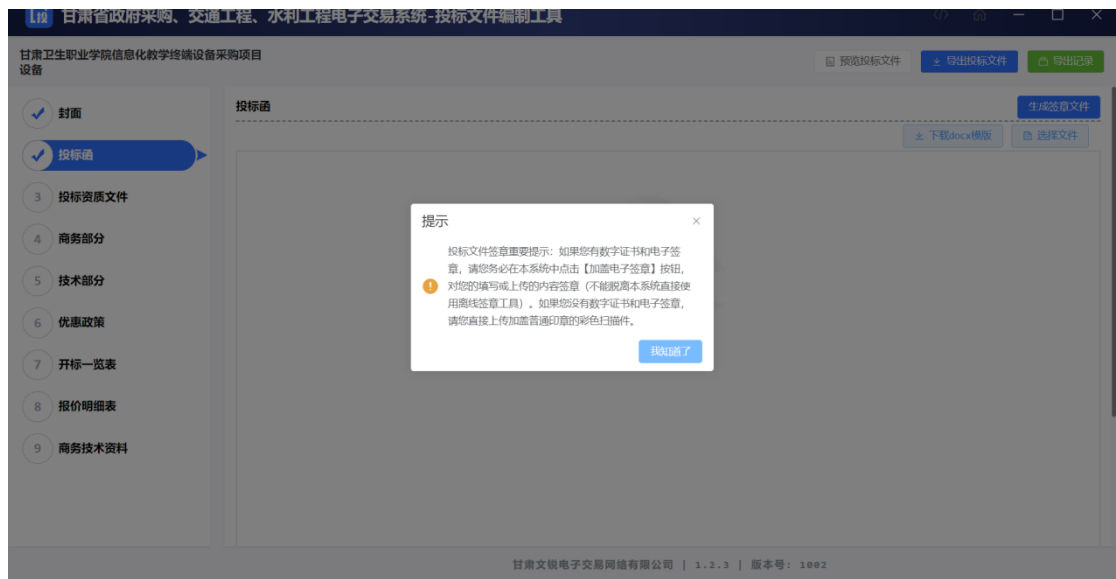 投 甘肃省政府采购、交通工程、水利工程电子交易系统-投标文件编制工具
甘肃卫生职业学院信息化教学终端设备采购项目
设备
预览投标文件
导出投标文件
导出记录
封面
投标函
3 投标资质文件
4 商务部分
5 技术部分
6 优惠政策
7 开标一览表
8 报价明细表
9 商务技术资料
投标函
生成签章文件
下载docx模版
选择文件
提示
投标文件签章重要提示：如果您有数字证书和电子签
章，请您务必在本系统中点击【加盖电子签章】按钮，
对您的填写或上传的内容签章（不能脱离本系统直接使
用离线签章工具）。如果您没有数字证书和电子签章，
请您直接上传加盖普通印章的彩色扫描件。
我知道了
甘肃文锐电子交易网络有限公司 | 1.2.3 | 版本号: 1002